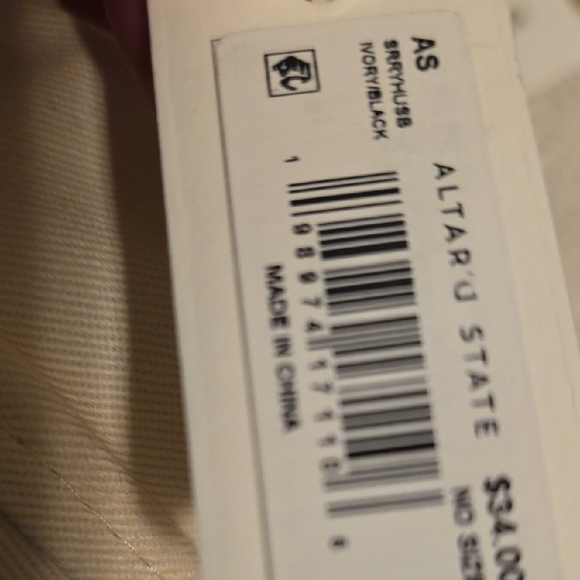 AS
SRRYHUSB
IVORY/BLACK
ALTAR'D STATE
$34.00
NO SIZE
MADE IN CHINA